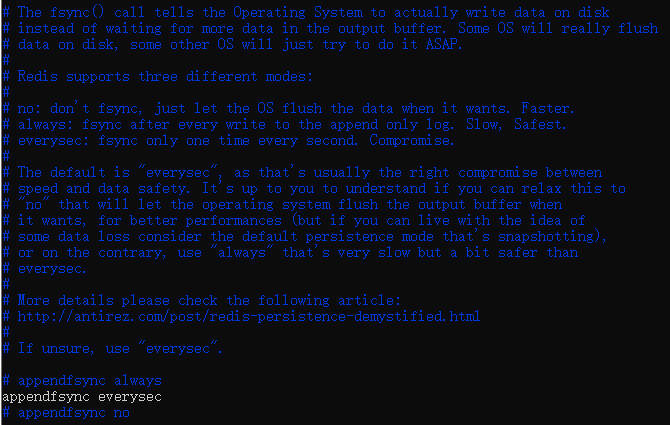 # The fsync() call tells the Operating System to actually write data on disk
# instead of waiting for more data in the output buffer. Some OS will really flush
# data on disk, some other OS will just try to do it ASAP.
#
# Redis supports three different modes:
#
# no: don't fsync, just let the OS flush the data when it wants. Faster.
# always: fsync after every write to the append only log. Slow, Safest.
# everysec: fsync only one time every second. Compromise.
#
# The default is "everysec", as that's usually the right compromise between
# speed and data safety. It's up to you to understand if you can relax this to
# "no" that will let the operating system flush the output buffer when
# it wants, for better performances (but if you can live with the idea of
# some data loss consider the default persistence mode that's snapshotting),
# or on the contrary, use "always" that's very slow but a bit safer than
# everysec.
#
# More details please check the following article:
# http://antirez.com/post/redis-persistence-demystified.html
#
# If unsure, use "everysec".
# appendfsync always
appendfsync everysec
# appendfsync no